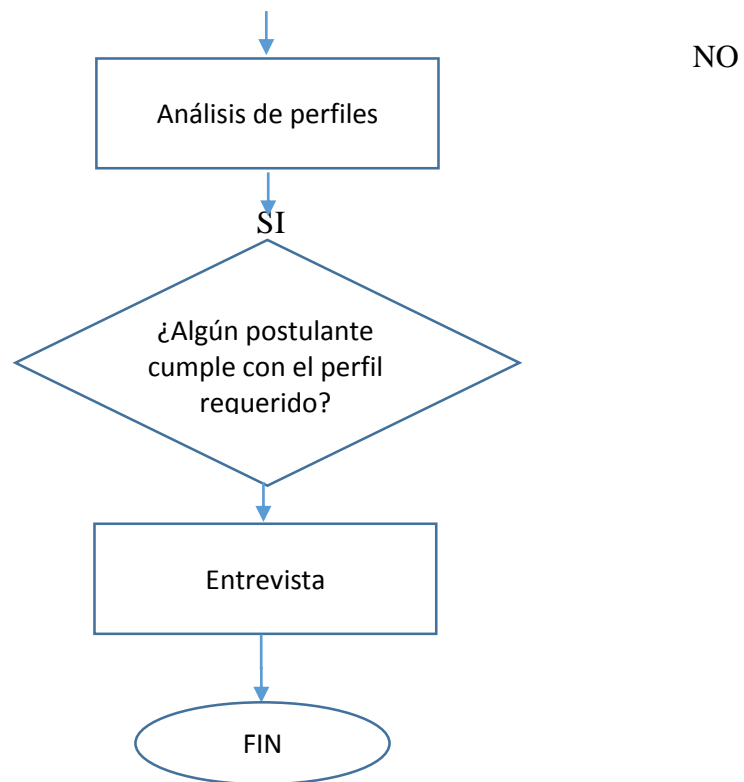 NO
Análisis de perfiles
SI
¿Algún postulante
cumple con el perfil
requerido?
Entrevista
FIN